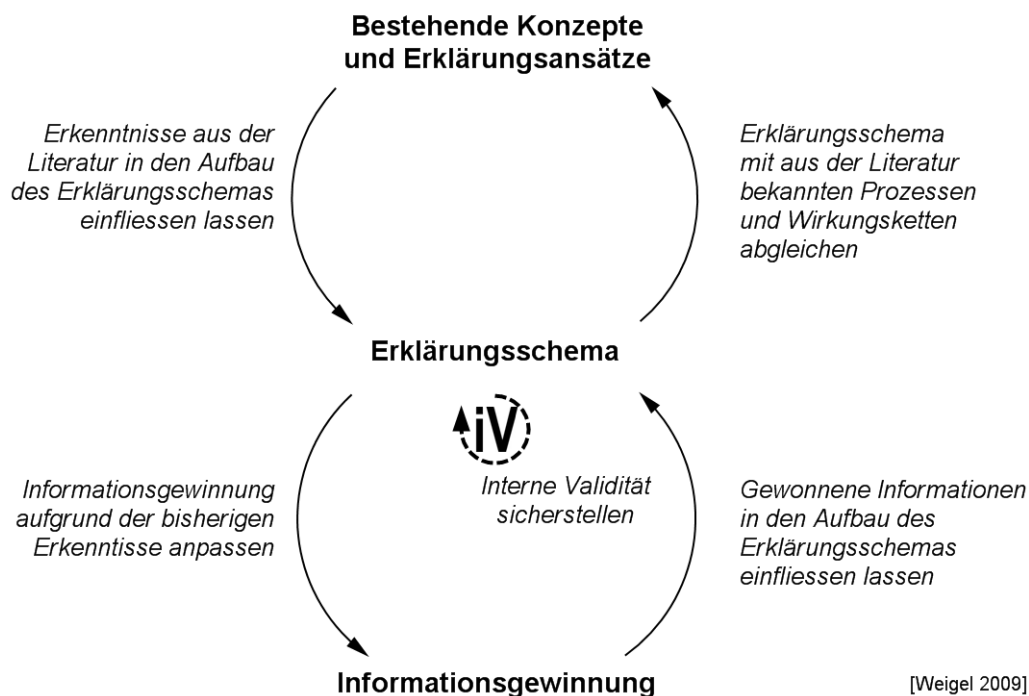 Bestehende Konzepte
und Erklärungsansätze
Erkenntnisse aus der
Literatur in den Aufbau
des Erklärungsschemas
einfliessen lassen
Erklärungsschema
mit aus der Literatur
bekannten Prozessen
und Wirkungsketten
abgleichen
Erklärungsschema
iV
Interne Validität
sicherstellen
Informationsgewinnung
aufgrund der bisherigen
Erkenntisse anpassen
Gewonnene Informationen
in den Aufbau des
Erklärungsschemas
einfliessen lassen
Informationsgewinnung
[Weigel 2009]